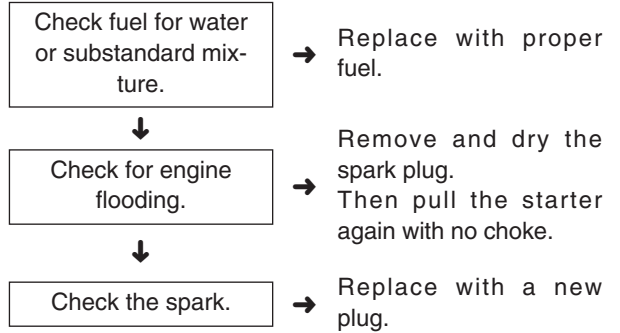 Check fuel for water
or substandard mix-
ture.
Replace with proper
fuel.
Check for engine
flooding.
Remove and dry the
spark plug.
Then pull the starter
again with no choke.
Check the spark.
Replace with a new
plug.